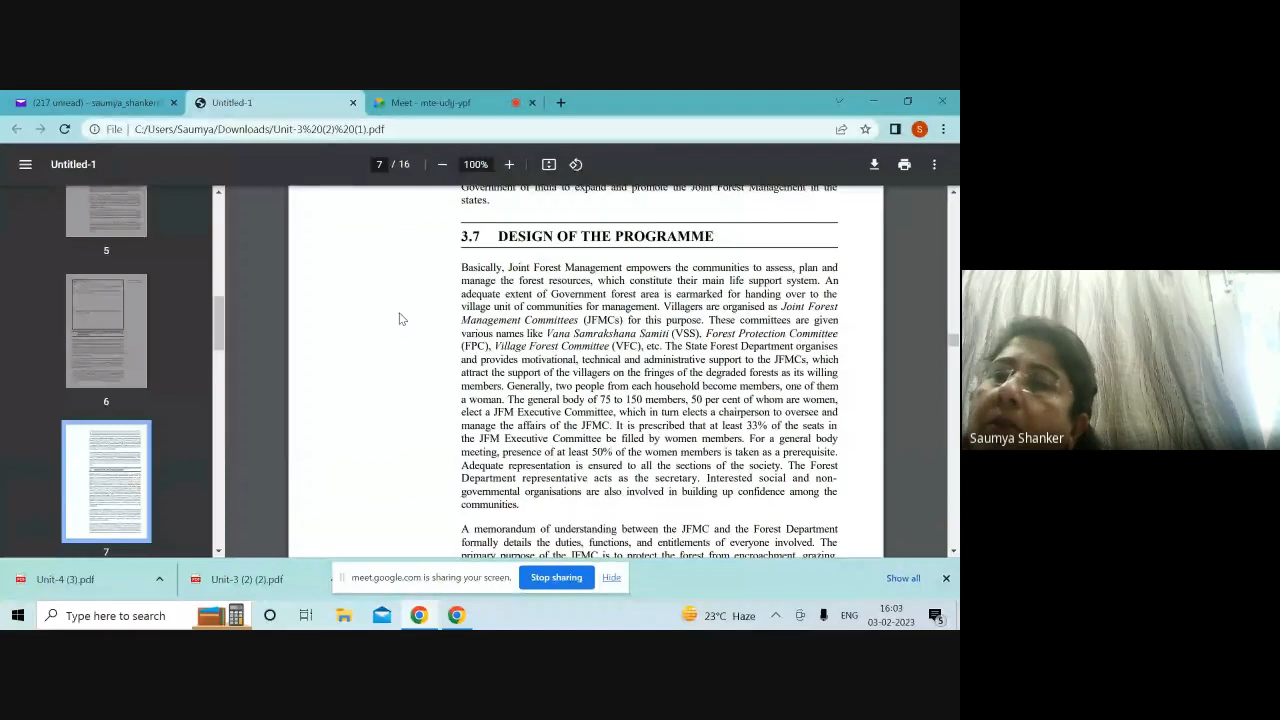 (217 unread) - saumya_shanker
Untitled-1
Meet - mte-udjj-ypf
File
C:/Users/Saumya/Downloads/Unit-3%20(2)%20(1).pdf
S
Untitled-1
7 / 16
100%
5
6
7
Government of India to expand and promote the Joint Forest Management in the
states.
3.7 DESIGN OF THE PROGRAMME
Basically, Joint Forest Management empowers the communities to assess, plan and
manage the forest resources, which constitute their main life support system. An
adequate extent of Government forest area is earmarked for handing over to the
village unit of communities for management. Villagers are organised as Joint Forest
Management Committees (JFMCs) for this purpose. These committees are given
various names like Vana Samrakshana Samiti (VSS), Forest Protection Committee
(FPC), Village Forest Committee (VFC), etc. The State Forest Department organises
and provides motivational, technical and administrative support to the JFMCs, which
attract the support of the villagers on the fringes of the degraded forests as its willing
members. Generally, two people from each household become members, one of them
a woman. The general body of 75 to 150 members, 50 per cent of whom are women,
elect a JFM Executive Committee, which in turn elects a chairperson to oversee and
manage the affairs of the JFMC. It is prescribed that at least 33% of the seats in
the JFM Executive Committee be filled by women members. For a general body
meeting, presence of at least 50% of the women members is taken as a prerequisite.
Adequate representation is ensured to all the sections of the society. The Forest
Department representative acts as the secretary. Interested social and non-
governmental organisations are also involved in building up confidence among the
communities.
A memorandum of understanding between the JFMC and the Forest Department
formally details the duties, functions, and entitlements of everyone involved. The
primary purpose of the JFMC is to protect the forest from encroachment, grazing,
Saumya Shanker
Unit-4 (3).pdf
Unit-3 (2) (2).pdf
meet.google.com is sharing your screen.
Stop sharing
Hide
Show all
Type here to search
23°C Haze
ENG
16:03
03-02-2023
5